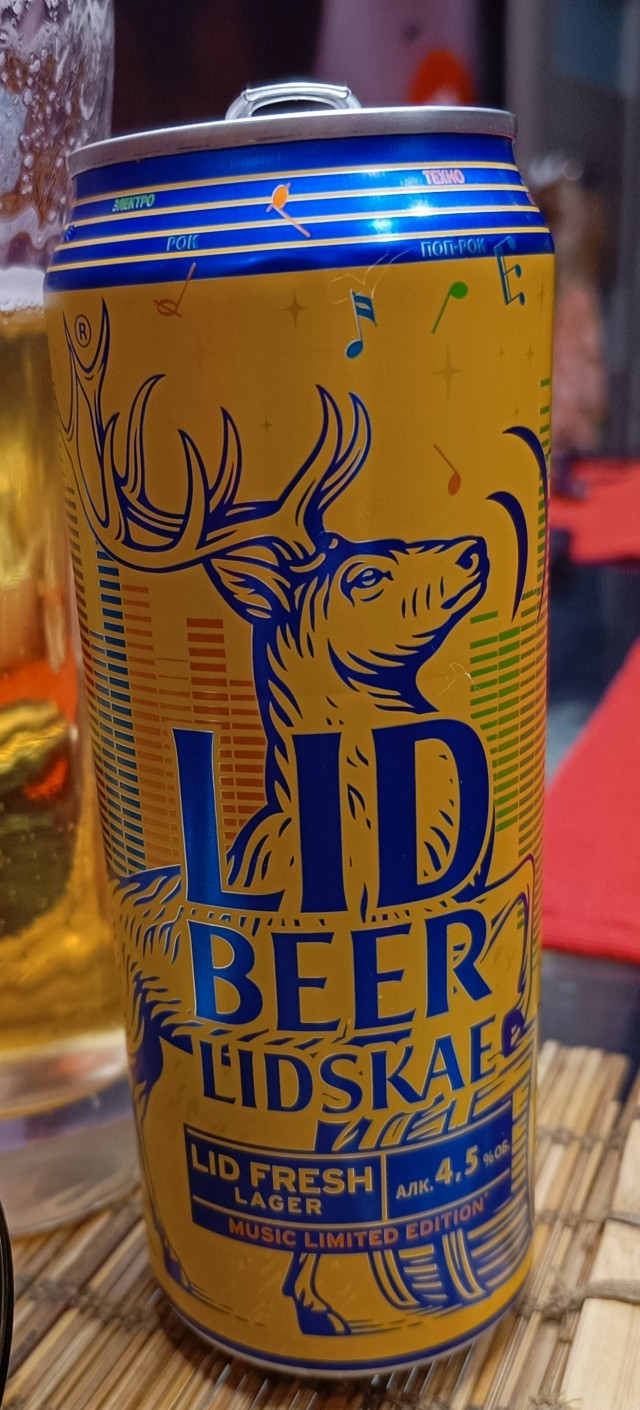 ТЕХНО
ЭЛЕКТРО
РОК
ПОП-РОК
®
LID
BEER
LIDSKAE
LID FRESH
LAGER
АЛК. 4,5 % ОБ.
MUSIC LIMITED EDITION